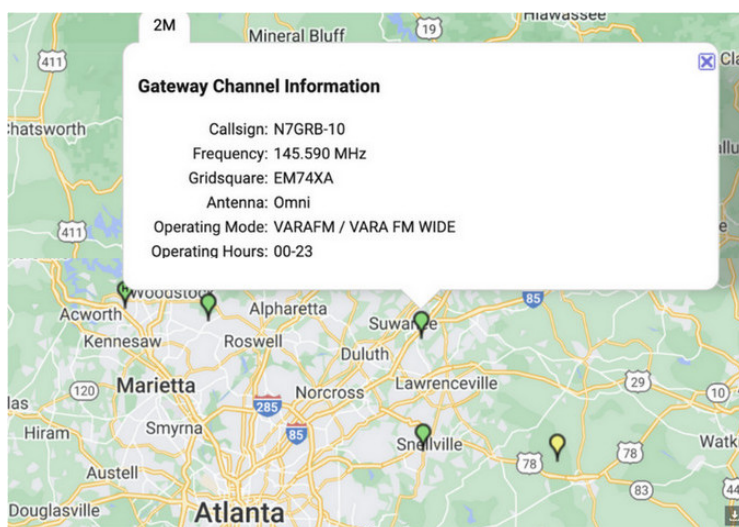 2M
Hiawassee
Mineral Bluff
19
411
Chatsworth
Gateway Channel Information
Callsign: N7GRB-10
Frequency: 145.590 MHz
Gridsquare: EM74XA
Antenna: Omni
Operating Mode: VARAFM / VARA FM WIDE
Operating Hours: 00-23
411
85
Woodstock
Acworth
Alpharetta
Suwanee
Kennesaw
Roswell
Duluth
120
Marietta
Lawrenceville
29
10
Norcross
285
Smyrna
85
Hiram
Snellville
78
78
Austell
83
44
Douglasville
Atlanta